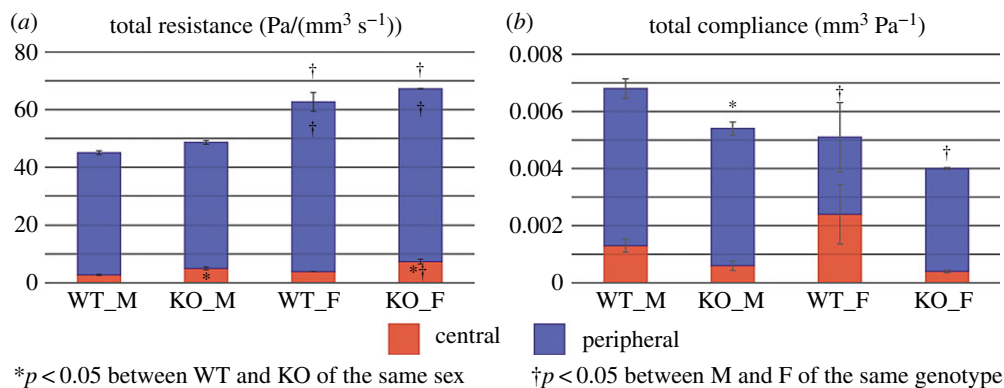 (a) total resistance (Pa/(mm³ s⁻¹))
80
60
40
20
0
†
†
†
†
*
*†
WT_M KO_M WT_F KO_F
(b) total compliance (mm³ Pa⁻¹)
0.008
0.006
0.004
0.002
0
*
†
†
WT_M KO_M WT_F KO_F
central peripheral
*p < 0.05 between WT and KO of the same sex
†p < 0.05 between M and F of the same genotype